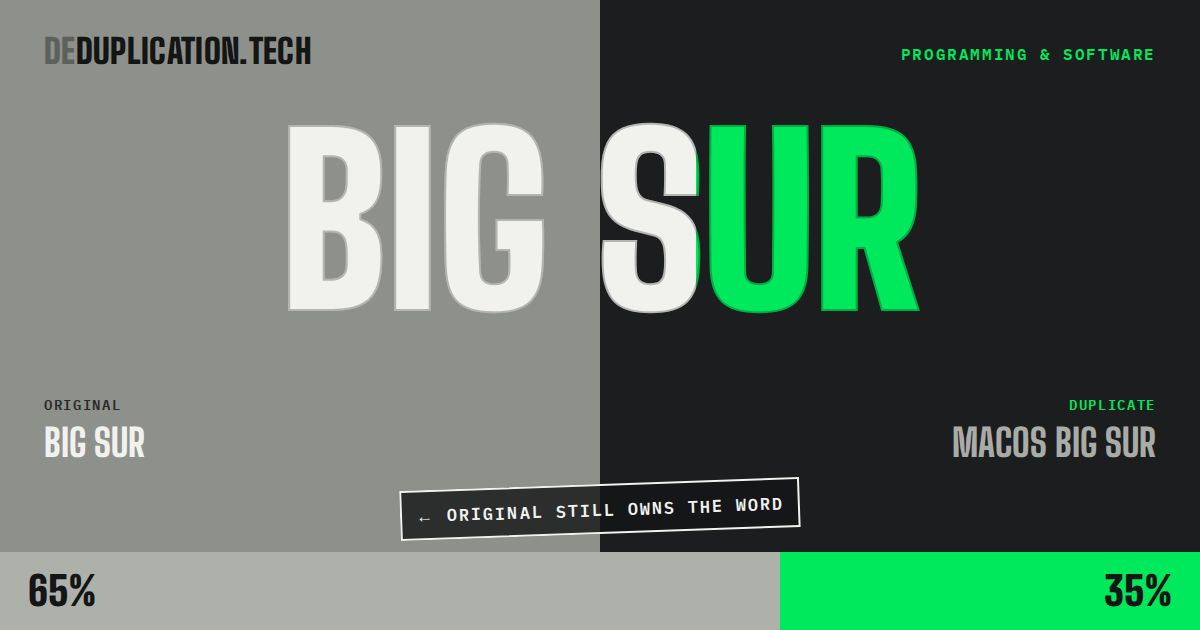 DEDUPLICATION.TECH
PROGRAMMING & SOFTWARE
BIG SUR
ORIGINAL
BIG SUR
DUPLICATE
MACOS BIG SUR
← ORIGINAL STILL OWNS THE WORD
65%
35%